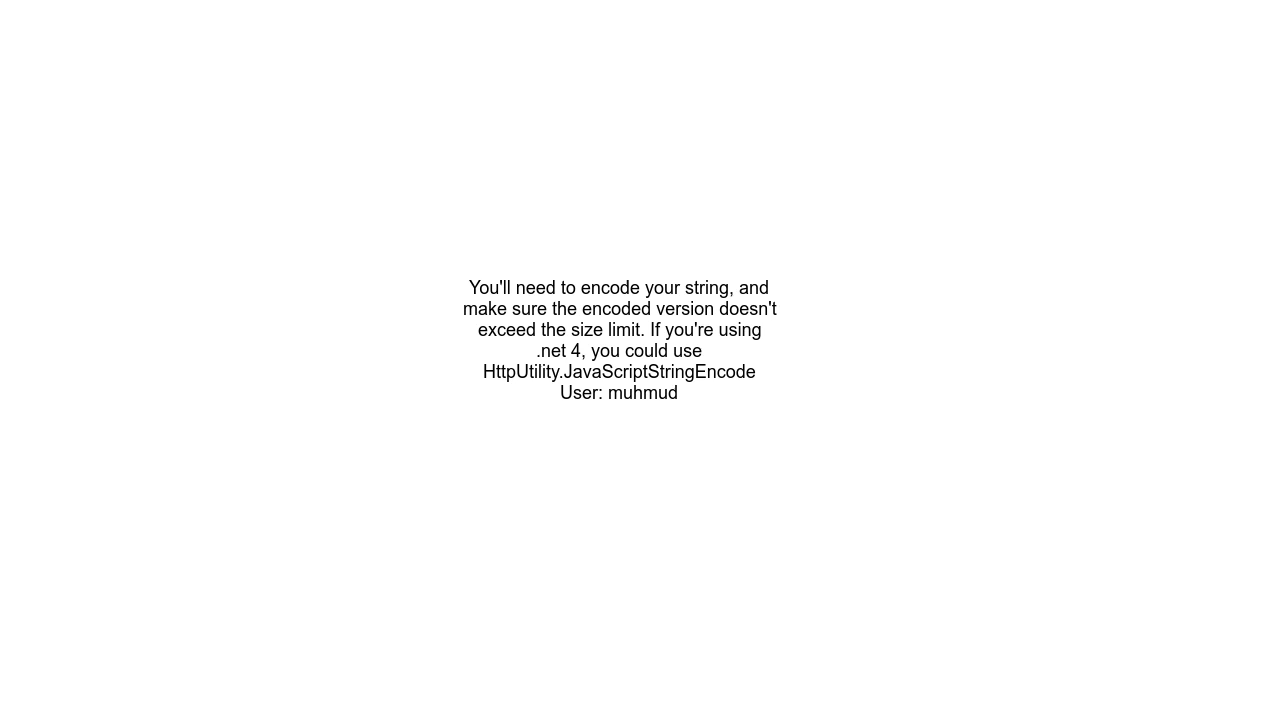 You'll need to encode your string, and
make sure the encoded version doesn't
exceed the size limit. If you're using
.net 4, you could use
HttpUtility.JavaScriptStringEncode
User: muhmud